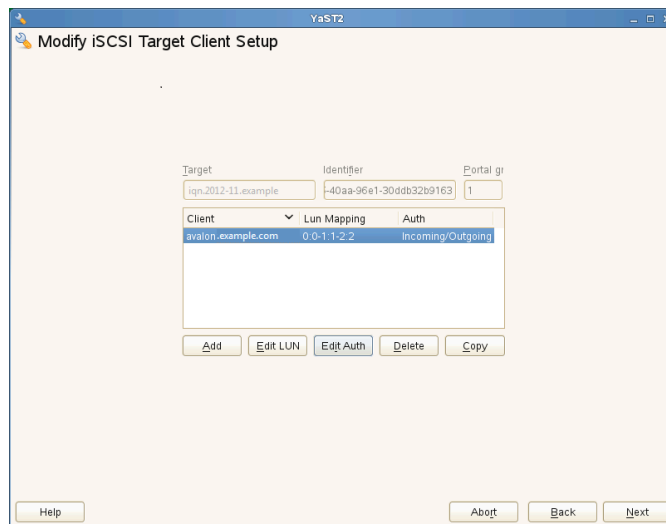 YaST2
Modify iSCSI Target Client Setup
Target Identifier Portal gr
iqn.2012-11.example -40aa-96e1-30ddb32b9163 1
Client Lun Mapping Auth
avalon.example.com 0:0-1:1-2:2 Incoming/Outgoing
Add Edit LUN Edit Auth Delete Copy
Help Abort Back Next